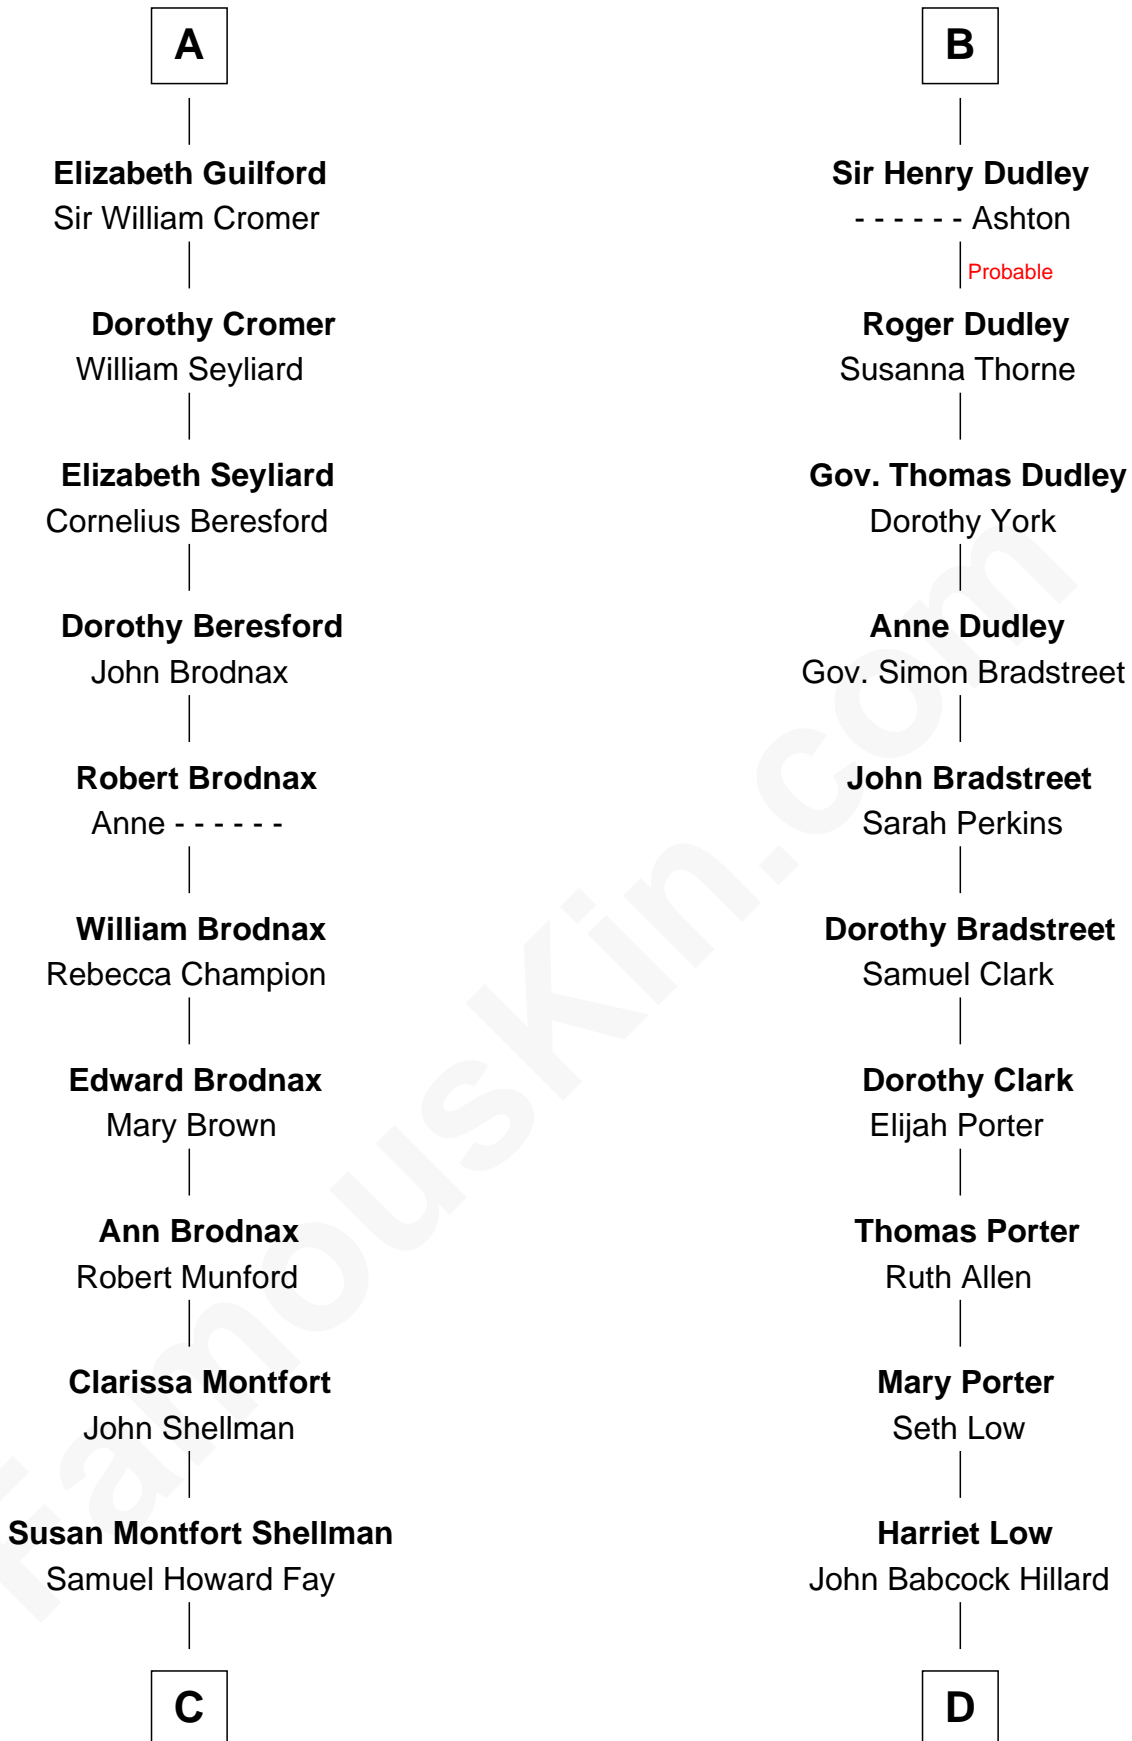 A
Elizabeth Guilford
Sir William Cromer
Dorothy Cromer
William Seyliard
Elizabeth Seyliard
Cornelius Beresford
Dorothy Beresford
John Brodnax
Robert Brodnax
Anne - - - - - -
William Brodnax
Rebecca Champion
Edward Brodnax
Mary Brown
Ann Brodnax
Robert Munford
Clarissa Montfort
John Shellman
Susan Montfort Shellman
Samuel Howard Fay
C
B
Sir Henry Dudley
- - - - - - Ashton
Probable
Roger Dudley
Susanna Thorne
Gov. Thomas Dudley
Dorothy York
Anne Dudley
Gov. Simon Bradstreet
John Bradstreet
Sarah Perkins
Dorothy Bradstreet
Samuel Clark
Dorothy Clark
Elijah Porter
Thomas Porter
Ruth Allen
Mary Porter
Seth Low
Harriet Low
John Babcock Hillard
D
FamousKin.com